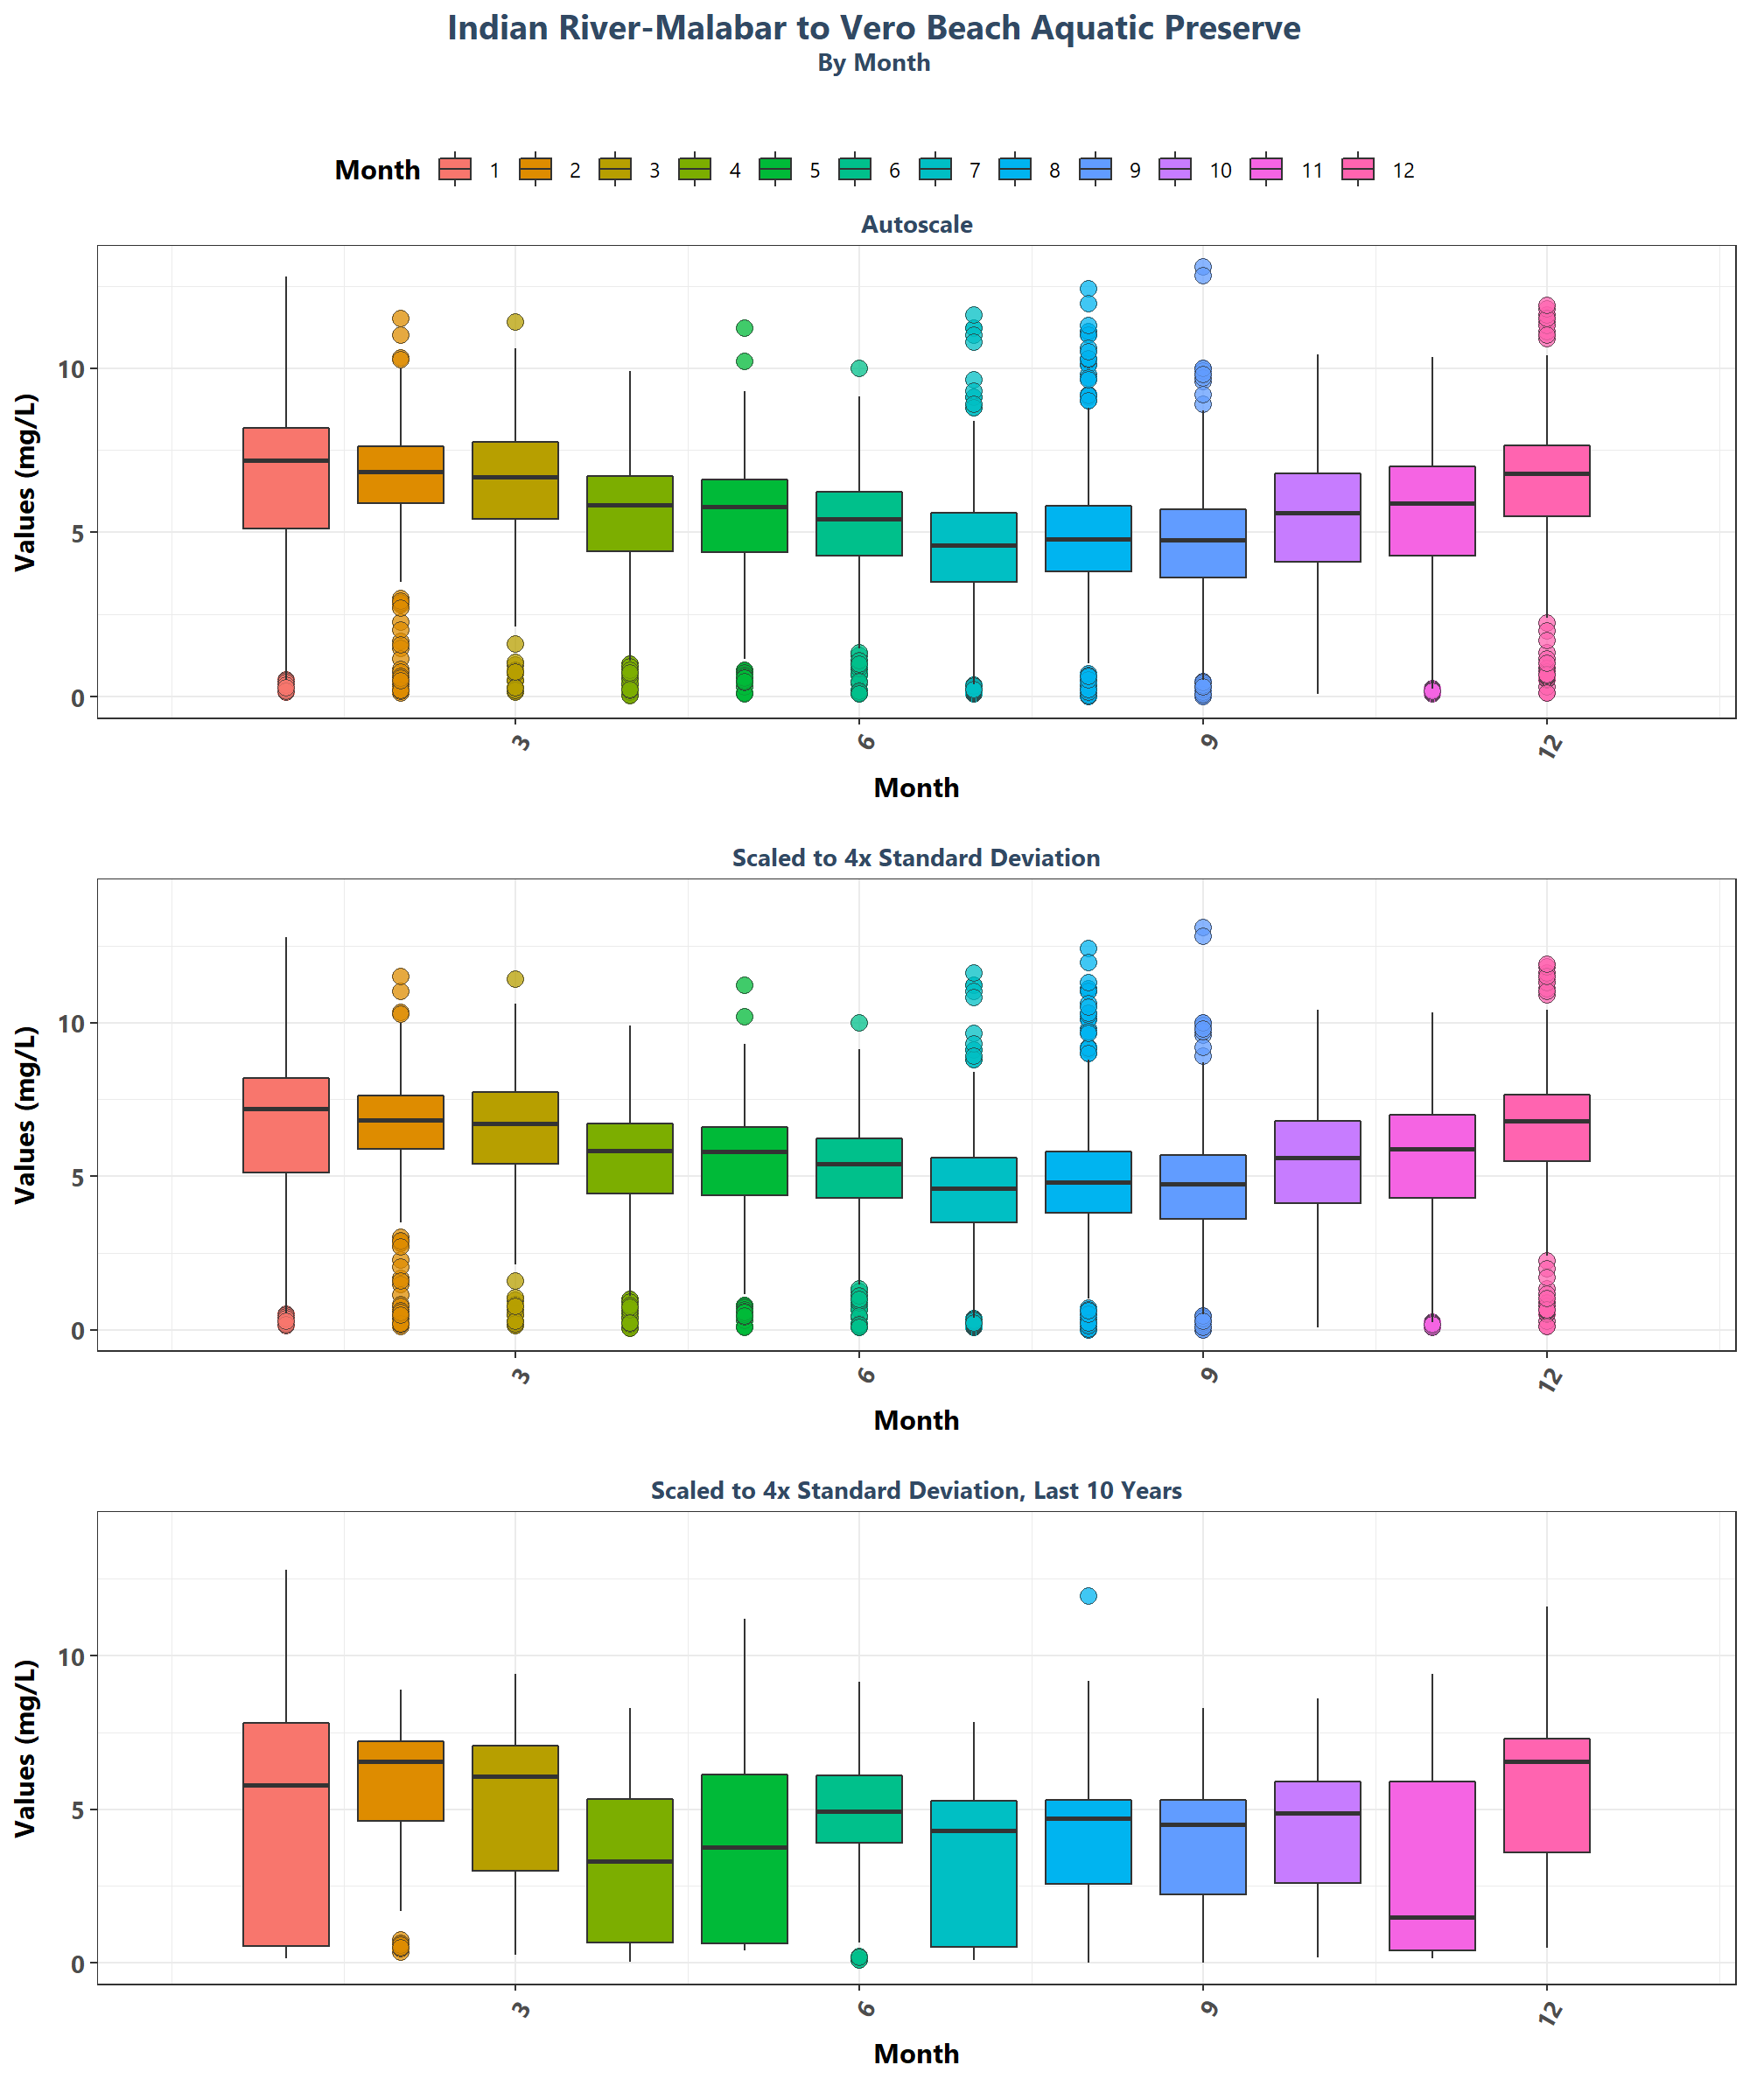 Indian River-Malabar to Vero Beach Aquatic Preserve
By Month
Month 1 2 3 4 5 6 7 8 9 10 11 12
Autoscale
Values (mg/L)
10
5
0
3 6 9 12
Month
Scaled to 4x Standard Deviation
Values (mg/L)
10
5
0
3 6 9 12
Month
Scaled to 4x Standard Deviation, Last 10 Years
Values (mg/L)
10
5
0
3 6 9 12
Month